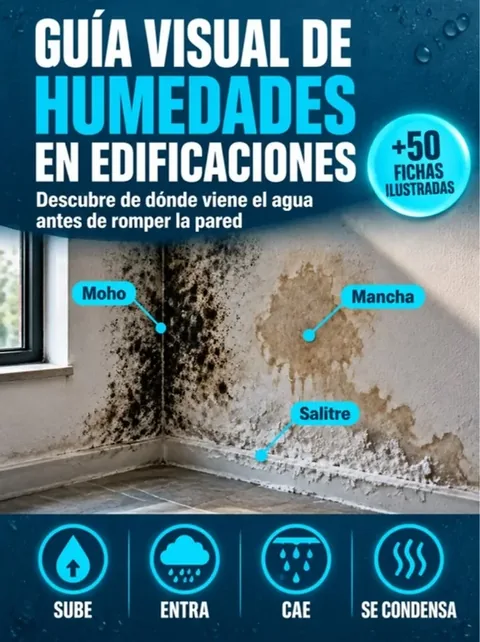 GUÍA VISUAL DE
HUMEDADES
EN EDIFICACIONES
Descubre de dónde viene el agua
antes de romper la pared
+50
FICHAS
ILUSTRADAS
Moho
Mancha
Salitre
SUBE
ENTRA
CAE
SE CONDENSA